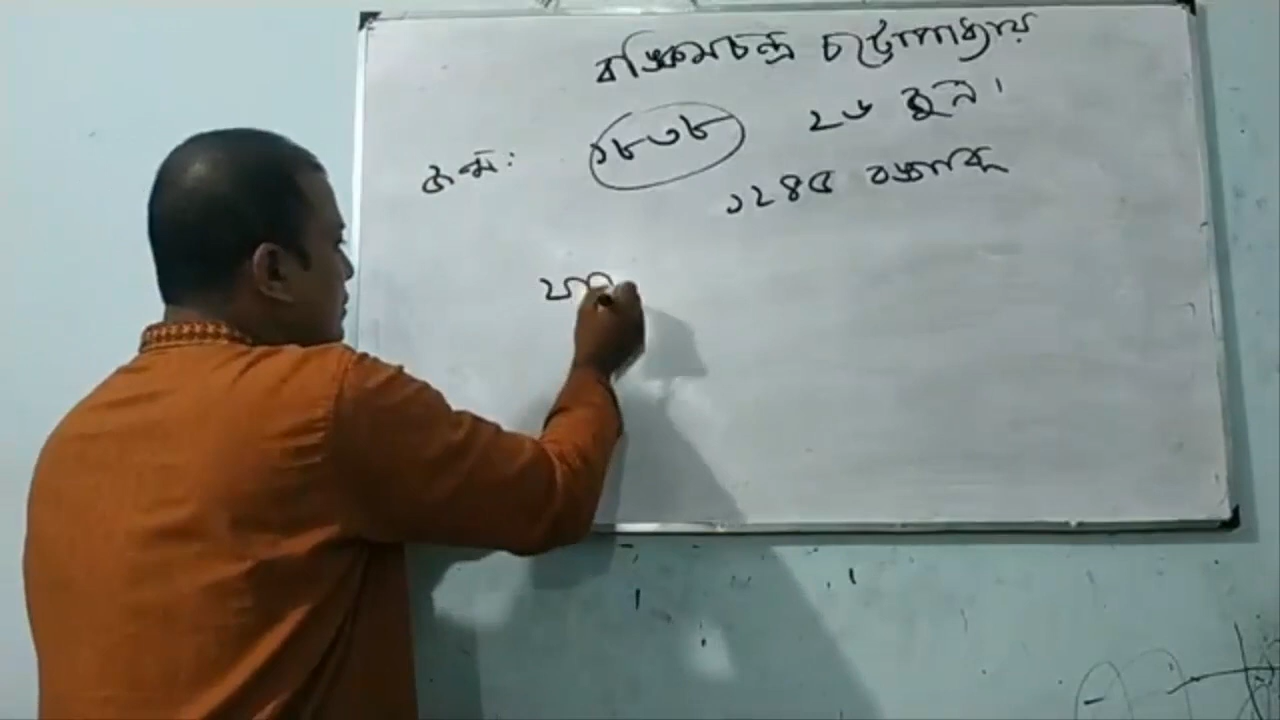 বঙ্কিমচন্দ্র চট্টোপাধ্যায়
জন্ম: ১৮৩৮ ২৬ জুন।
১২৪৫ বঙ্গাব্দ